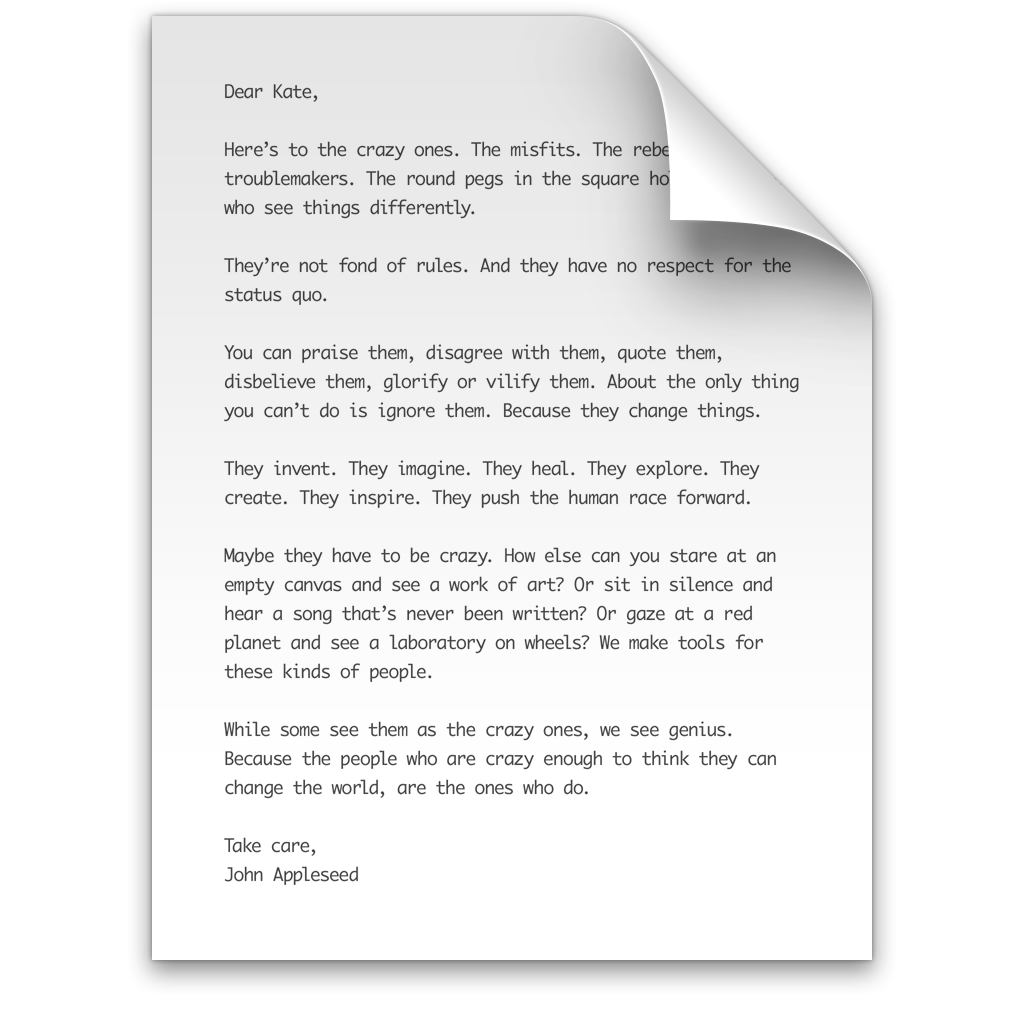 Dear Kate,
Here’s to the crazy ones. The misfits. The
troublemakers. The round pegs in the square
who see things differently.
They’re not fond of rules. And they have no respect for the
status quo.
You can praise them, disagree with them, quote them,
disbelieve them, glorify or vilify them. About the only thing
you can’t do is ignore them. Because they change things.
They invent. They imagine. They heal. They explore. They
create. They inspire. They push the human race forward.
Maybe they have to be crazy. How else can you stare at an
empty canvas and see a work of art? Or sit in silence and
hear a song that’s never been written? Or gaze at a red
planet and see a laboratory on wheels? We make tools for
these kinds of people.
While some see them as the crazy ones, we see genius.
Because the people who are crazy enough to think they can
change the world, are the ones who do.
Take care,
John Appleseed